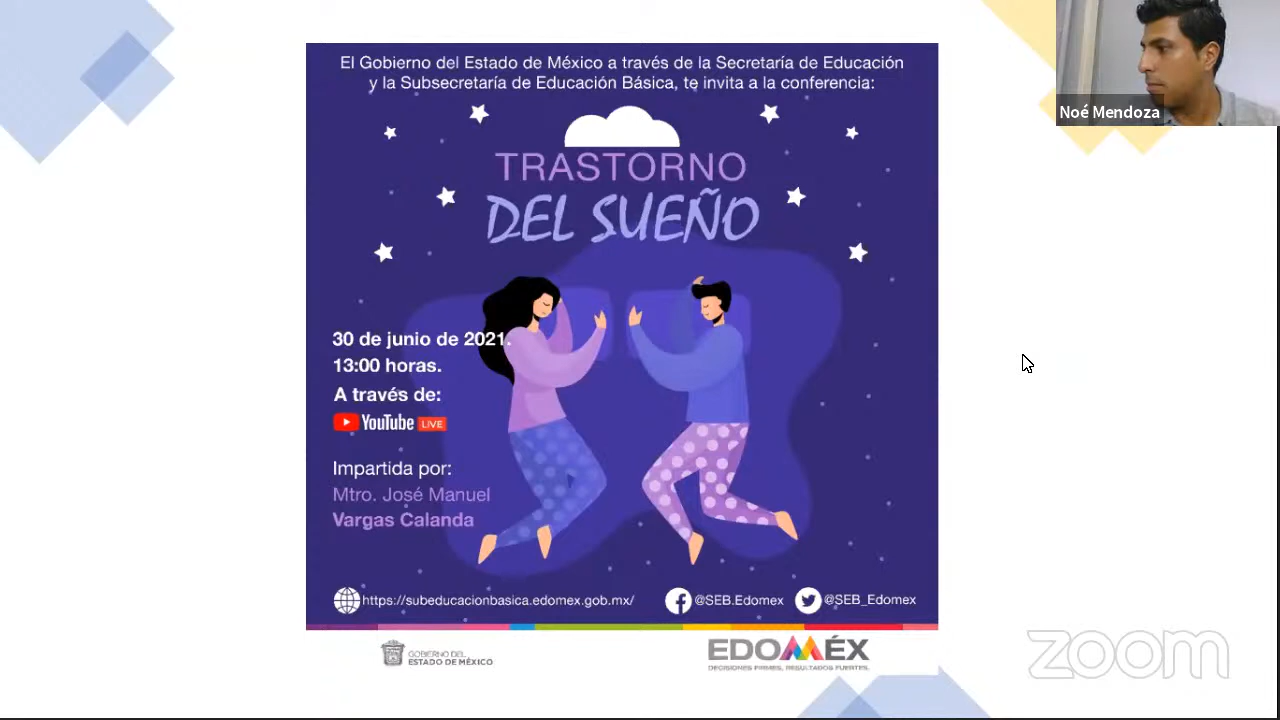 El Gobierno del Estado de México a través de la Secretaría de Educación
y la Subsecretaría de Educación Básica, te invita a la conferencia:
TRASTORNO
DEL SUEÑO
30 de junio de 2021.
13:00 horas.
A través de:
YouTube LIVE
Impartida por:
Mtro. José Manuel
Vargas Calanda
https://subeducacionbasica.edomex.gob.mx/ @SEB.Edomex @SEB_Edomex
GOBIERNO DEL
ESTADO DE MÉXICO
EDOMÉX
DECISIONES FIRMES, RESULTADOS FUERTES.
Noé Mendoza
zoom